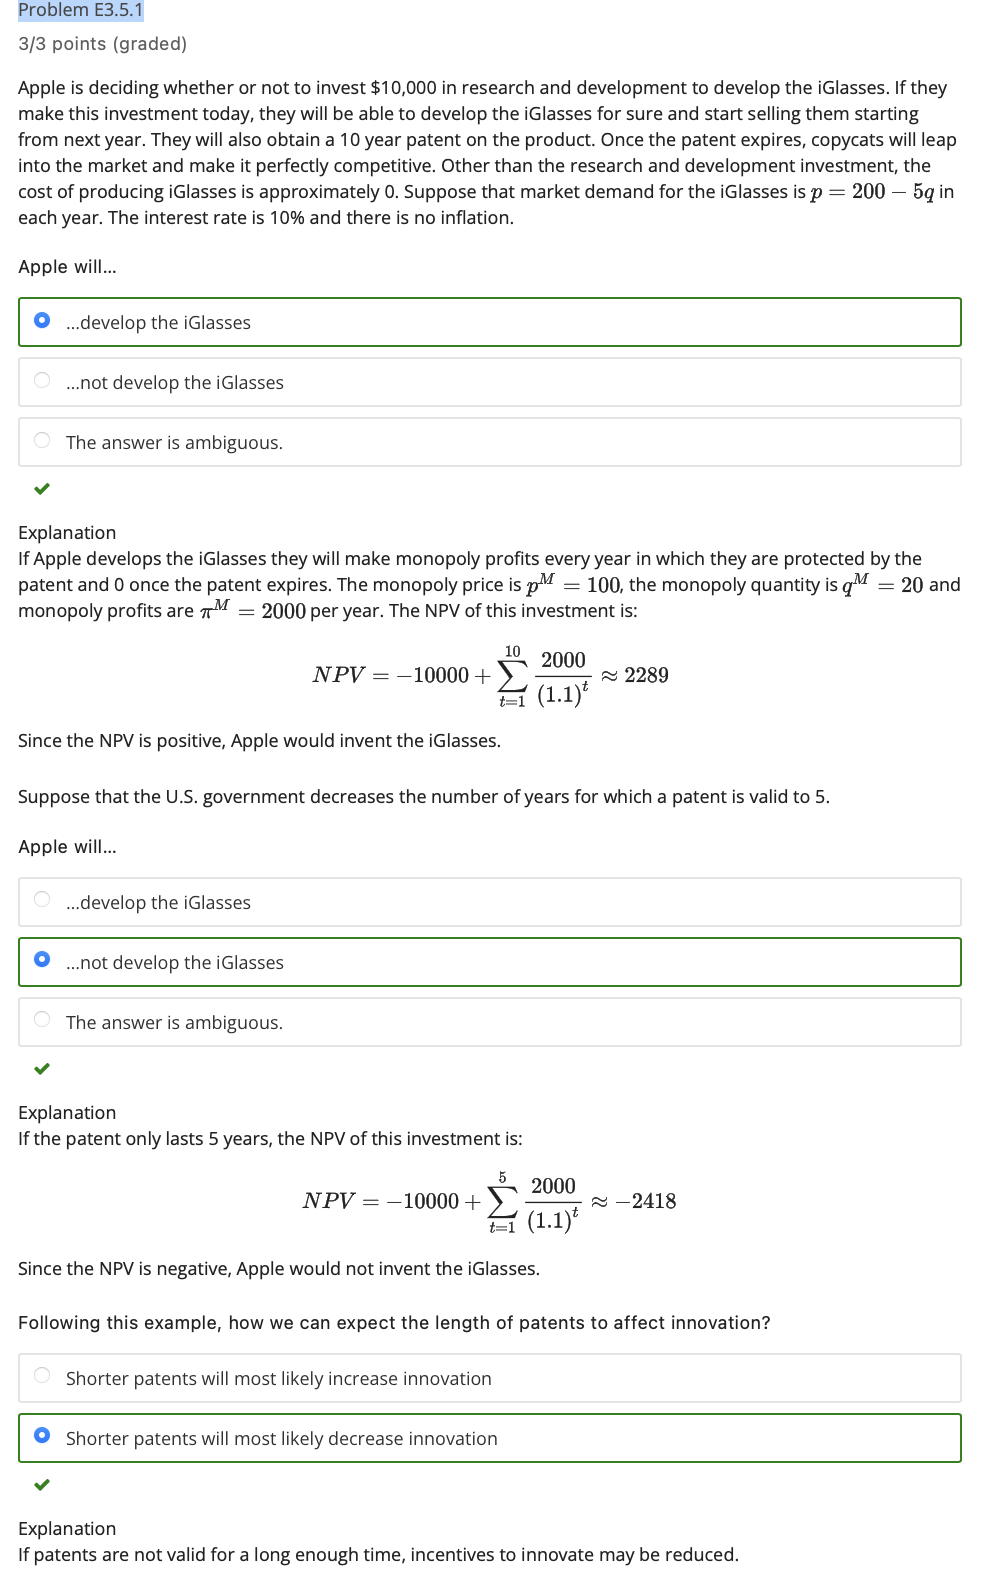 Problem E3.5.1
3/3 points (graded)
Apple is deciding whether or not to invest $10,000 in research and development to develop the iGlasses. If they
make this investment today, they will be able to develop the iGlasses for sure and start selling them starting
from next year. They will also obtain a 10 year patent on the product. Once the patent expires, copycats will leap
into the market and make it perfectly competitive. Other than the research and development investment, the
cost of producing iGlasses is approximately 0. Suppose that market demand for the iGlasses is p = 200 − 5q in
each year. The interest rate is 10% and there is no inflation.
Apple will...
...develop the iGlasses
...not develop the iGlasses
The answer is ambiguous.
Explanation
If Apple develops the iGlasses they will make monopoly profits every year in which they are protected by the
patent and 0 once the patent expires. The monopoly price is p^M = 100, the monopoly quantity is q^M = 20 and
monopoly profits are π^M = 2000 per year. The NPV of this investment is:
NPV = −10000 + ∑_{t=1}^{10} 2000/(1.1)^t ≈ 2289
Since the NPV is positive, Apple would invent the iGlasses.
Suppose that the U.S. government decreases the number of years for which a patent is valid to 5.
Apple will...
...develop the iGlasses
...not develop the iGlasses
The answer is ambiguous.
Explanation
If the patent only lasts 5 years, the NPV of this investment is:
NPV = −10000 + ∑_{t=1}^{5} 2000/(1.1)^t ≈ −2418
Since the NPV is negative, Apple would not invent the iGlasses.
Following this example, how we can expect the length of patents to affect innovation?
Shorter patents will most likely increase innovation
Shorter patents will most likely decrease innovation
Explanation
If patents are not valid for a long enough time, incentives to innovate may be reduced.